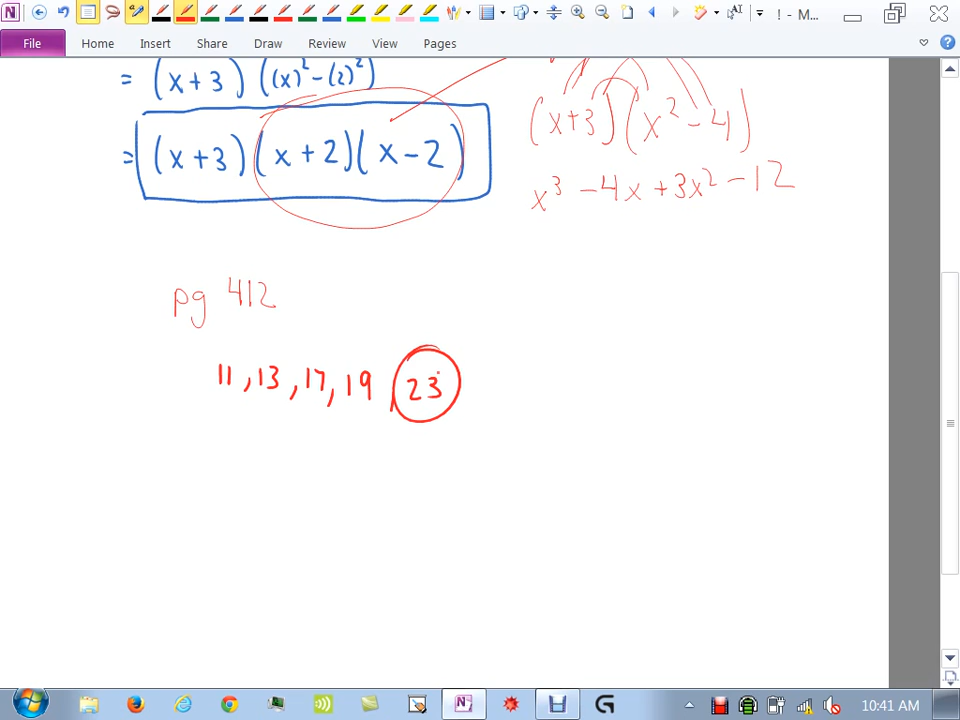 ! - M...
File Home Insert Share Draw Review View Pages
= (x+3) ((x)²-(2)²)
= (x+3)(x+2)(x-2)
(x+3)(x²-4)
x³ -4x +3x² -12
pg 412
11, 13, 17, 19, 23
10:41 AM